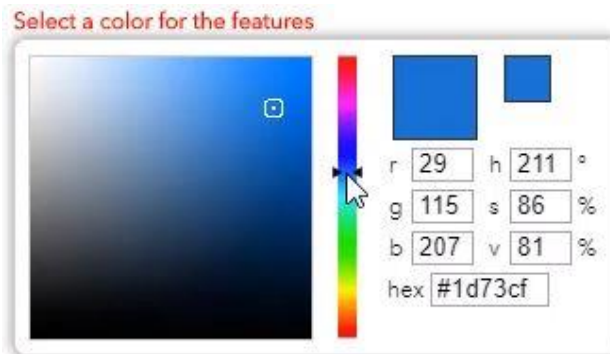 Select a color for the features
r 29 h 211 °
g 115 s 86 %
b 207 v 81 %
hex #1d73cf